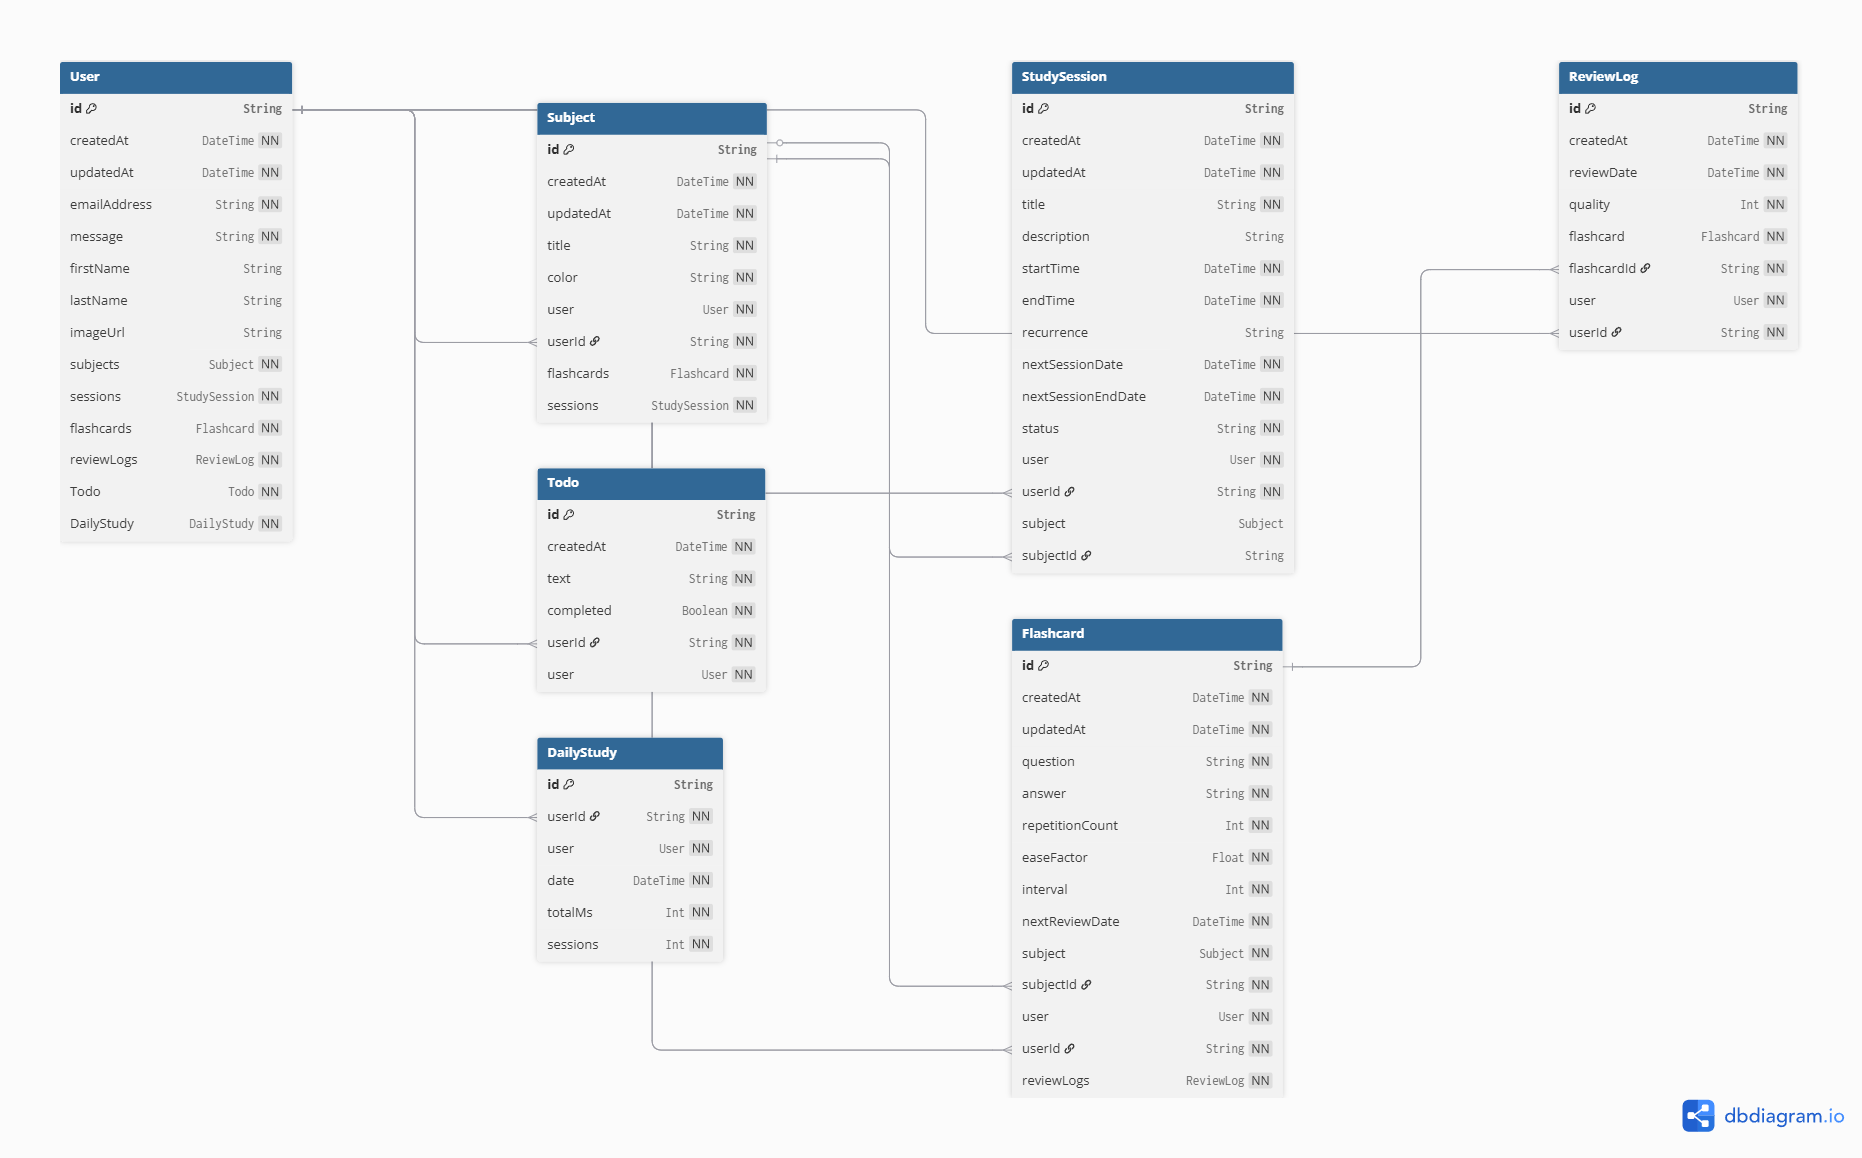 User
id String
createdAt DateTime NN
updatedAt DateTime NN
emailAddress String NN
message String NN
firstName String
lastName String
imageUrl String
subjects Subject NN
sessions StudySession NN
flashcards Flashcard NN
reviewLogs ReviewLog NN
Todo Todo NN
DailyStudy DailyStudy NN
Subject
id String
createdAt DateTime NN
updatedAt DateTime NN
title String NN
color String NN
user User NN
userId String NN
flashcards Flashcard NN
sessions StudySession NN
Todo
id String
createdAt DateTime NN
text String NN
completed Boolean NN
userId String NN
user User NN
DailyStudy
id String
userId String NN
user User NN
date DateTime NN
totalMs Int NN
sessions Int NN
StudySession
id String
createdAt DateTime NN
updatedAt DateTime NN
title String NN
description String
startTime DateTime NN
endTime DateTime NN
recurrence String
nextSessionDate DateTime NN
nextSessionEndDate DateTime NN
status String NN
user User NN
userId String NN
subject Subject
subjectId String
Flashcard
id String
createdAt DateTime NN
updatedAt DateTime NN
question String NN
answer String NN
repetitionCount Int NN
easeFactor Float NN
interval Int NN
nextReviewDate DateTime NN
subject Subject NN
subjectId String NN
user User NN
userId String NN
reviewLogs ReviewLog NN
ReviewLog
id String
createdAt DateTime NN
reviewDate DateTime NN
quality Int NN
flashcard Flashcard NN
flashcardId String NN
user User NN
userId String NN
dbdiagram.io